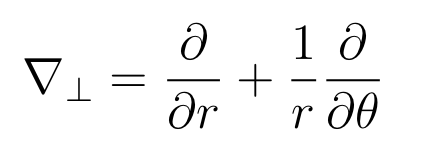 ∇⊥ = ∂/∂r + 1/r ∂/∂θ